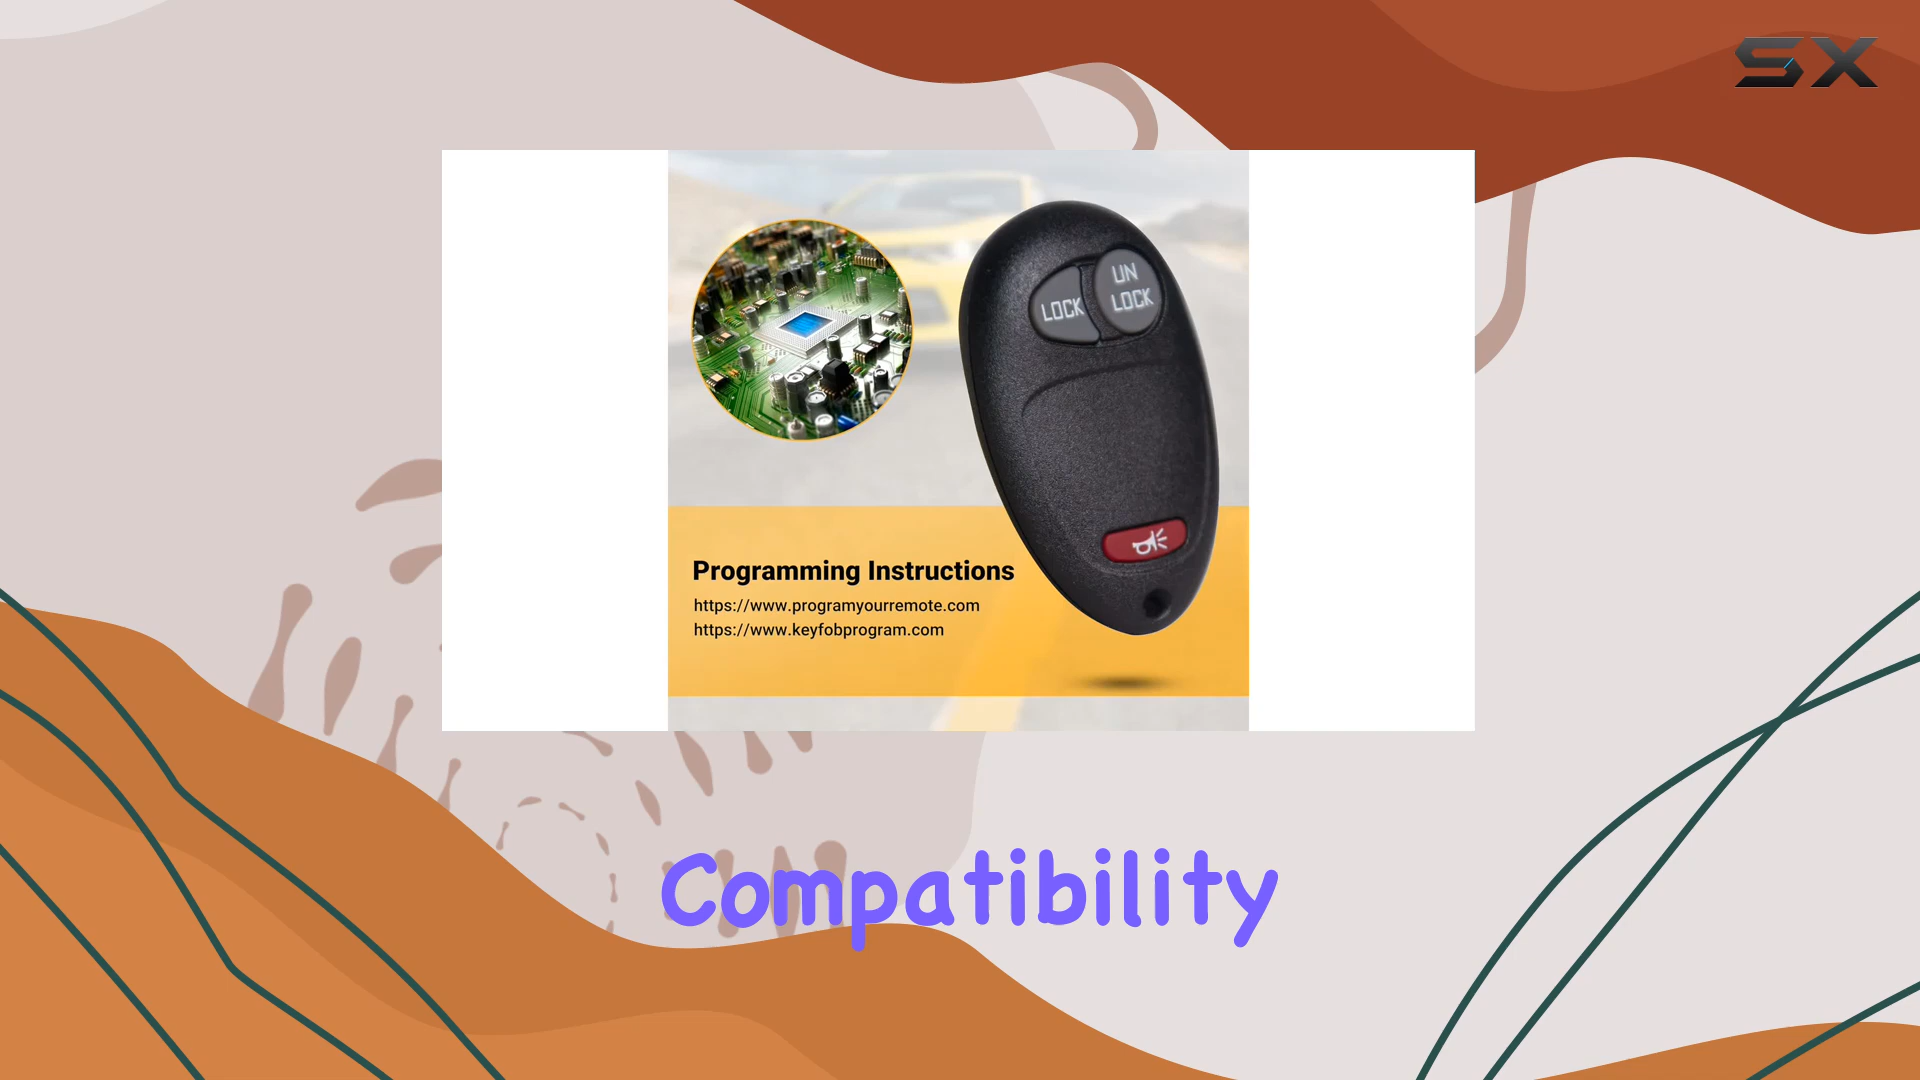 SX
UN
LOCK
LOCK
Programming Instructions
https://www.programyourremote.com
https://www.keyfobprogram.com
Compatibility